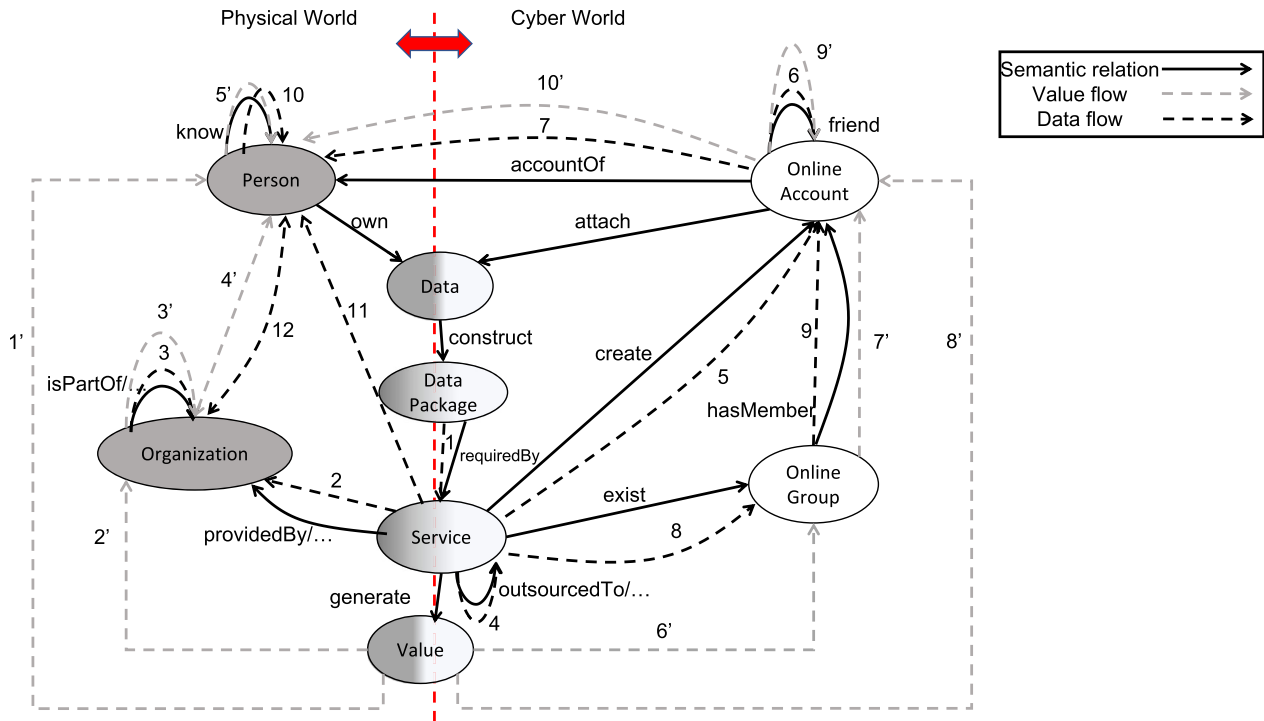 Physical World
Cyber World
Semantic relation
Value flow
Data flow
9’
6
friend
5’
10
know
10’
7
accountOf
Person
Online
Account
own
attach
Data
4’
11
12
construct
create
5
9
7’
8’
1’
3’
3
isPartOf/...
Data
Package
hasMember
1
requiredBy
Organization
Online
Group
2
exist
providedBy/...
Service
8
2’
generate
outsourcedTo/...
4
Value
6’